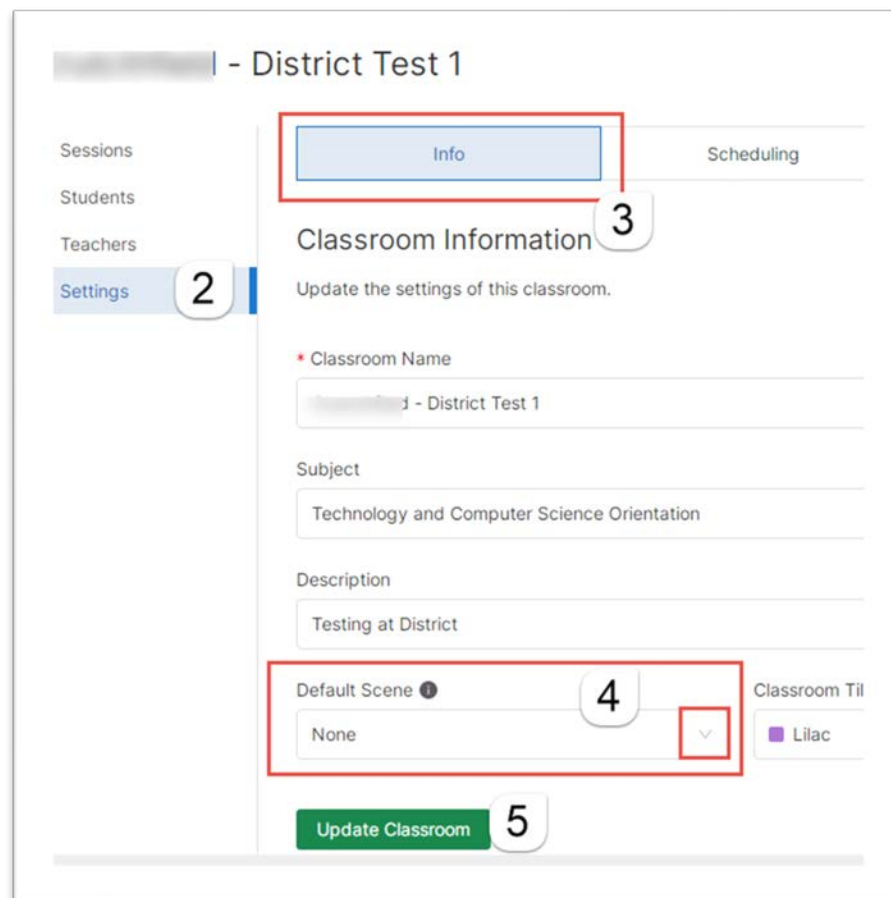 - District Test 1
Sessions
Students
Teachers
Settings
2
Info
Scheduling
3
Classroom Information
Update the settings of this classroom.
* Classroom Name
- District Test 1
Subject
Technology and Computer Science Orientation
Description
Testing at District
Default Scene
4
None
Classroom Til
Lilac
Update Classroom
5